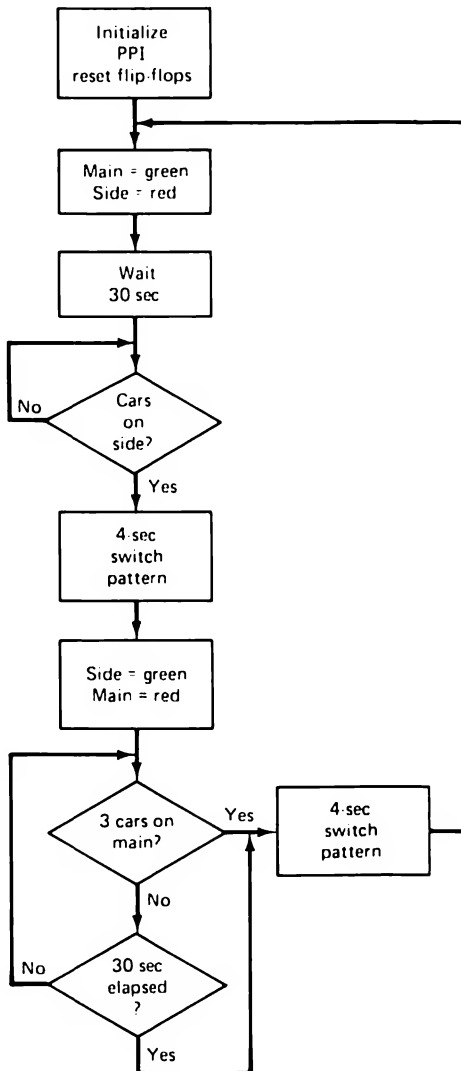 Initialize
PPI
reset flip-flops
Main = green
Side = red
Wait
30 sec
No
Cars
on
side?
Yes
4-sec
switch
pattern
Side = green
Main = red
3 cars on
main?
Yes
4-sec
switch
pattern
No
No
30 sec
elapsed
?
Yes